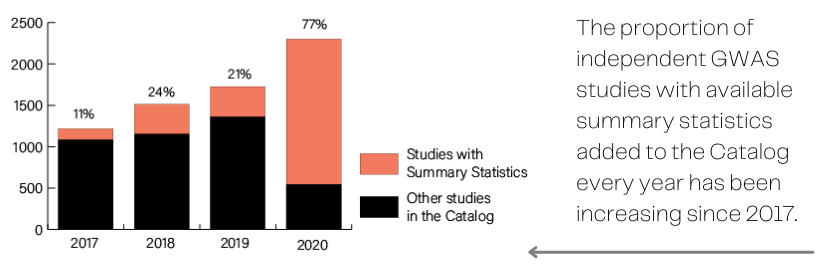 2500
2000
1500
1000
500
0
11%
24%
21%
77%
2017
2018
2019
2020
Studies with
Summary Statistics
Other studies
in the Catalog
The proportion of
independent GWAS
studies with available
summary statistics
added to the Catalog
every year has been
increasing since 2017.